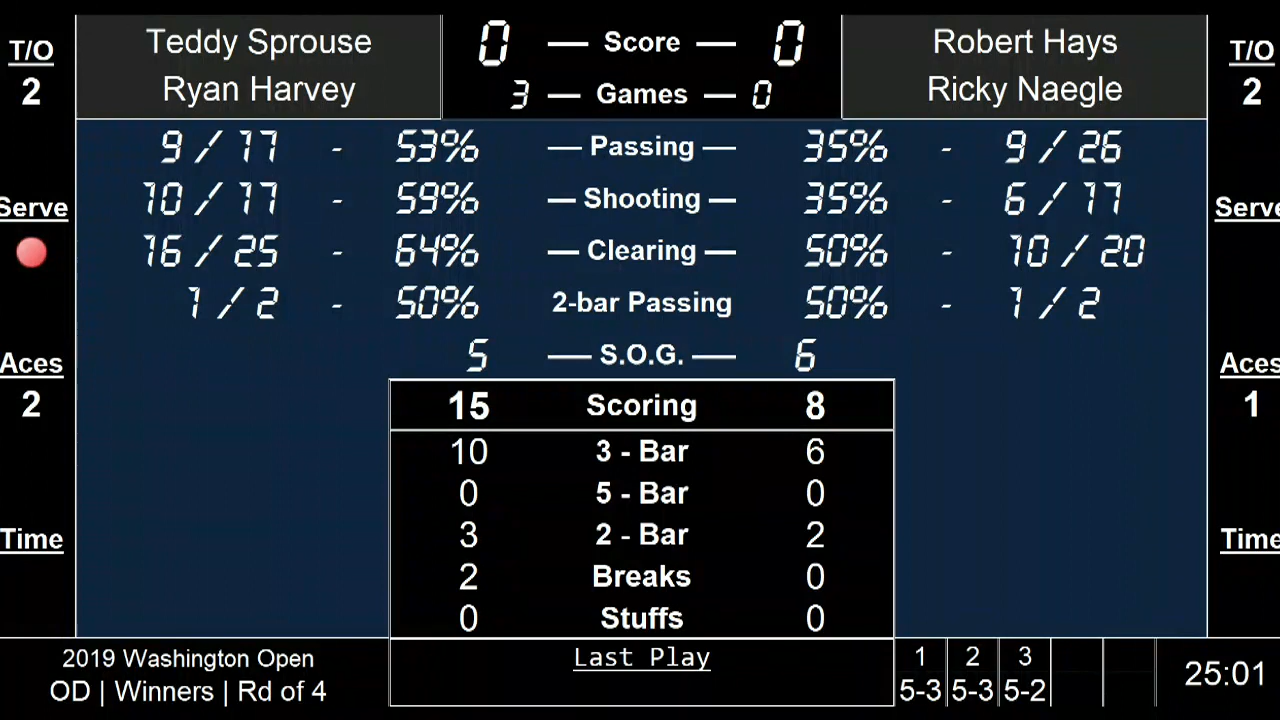 T/O
2
Teddy Sprouse
Ryan Harvey
0 — Score — 0
3 — Games — 0
Robert Hays
Ricky Naegle
T/O
2
9 / 17 - 53% — Passing — 35% - 9 / 26
10 / 17 - 59% — Shooting — 35% - 6 / 17
Serve
Serve
16 / 25 - 64% — Clearing — 50% - 10 / 20
1 / 2 - 50% 2-bar Passing 50% - 1 / 2
5 — S.O.G. — 6
Aces
2
Aces
1
15 Scoring 8
10 3 - Bar 6
0 5 - Bar 0
3 2 - Bar 2
2 Breaks 0
0 Stuffs 0
Time
Time
2019 Washington Open
OD | Winners | Rd of 4
Last Play
1 2 3
5-3 5-3 5-2
25:01